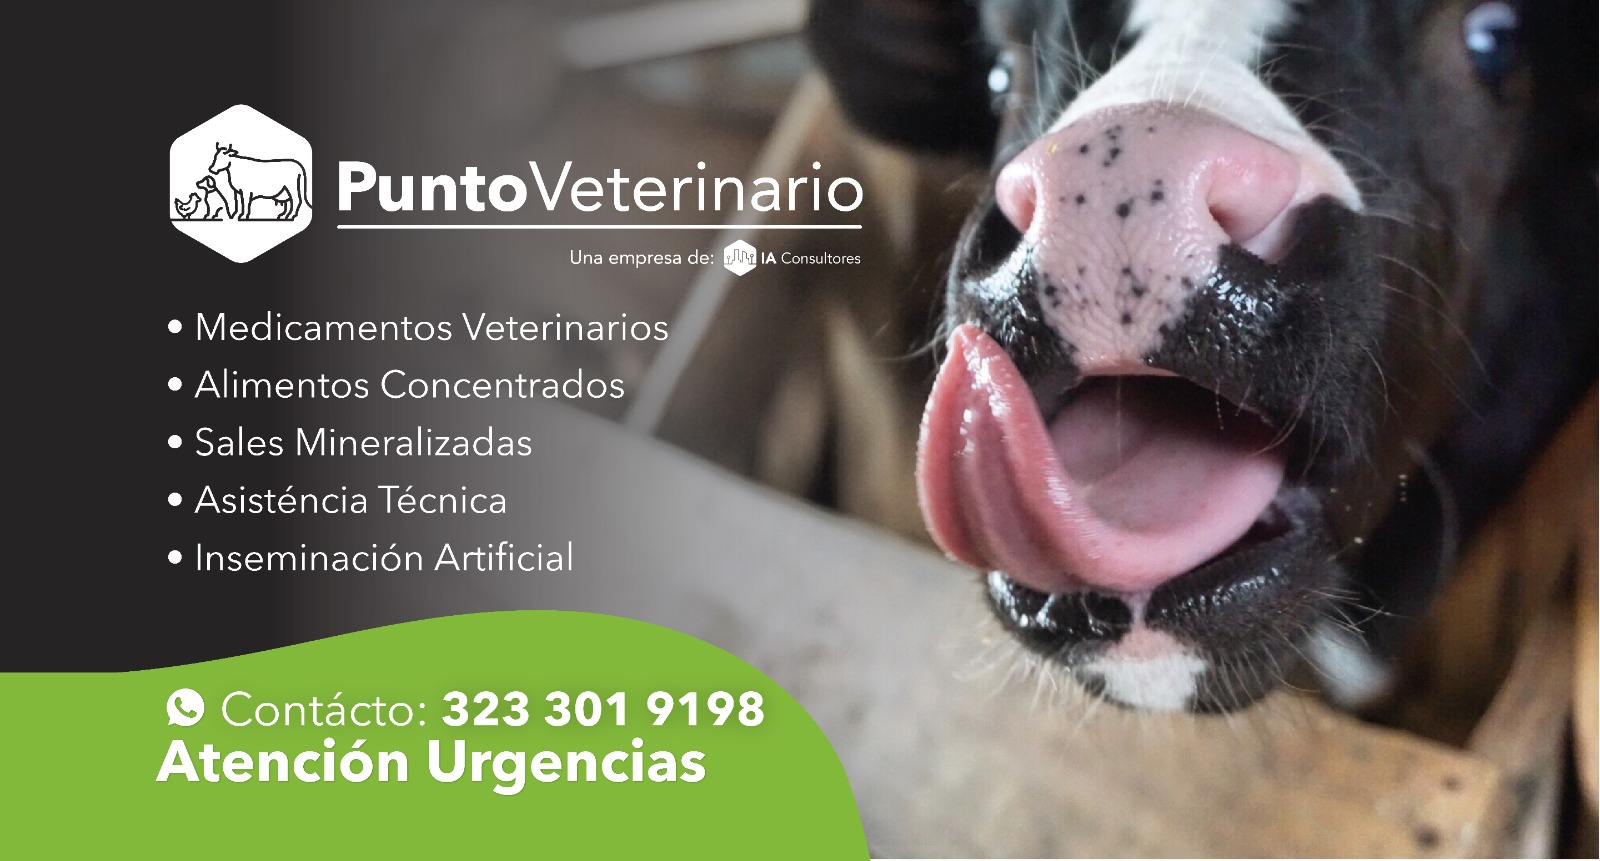 PuntoVeterinario
Una empresa de: IA Consultores
• Medicamentos Veterinarios
• Alimentos Concentrados
• Sales Mineralizadas
• Asisténcia Técnica
• Inseminación Artificial
Contácto: 323 301 9198
Atención Urgencias